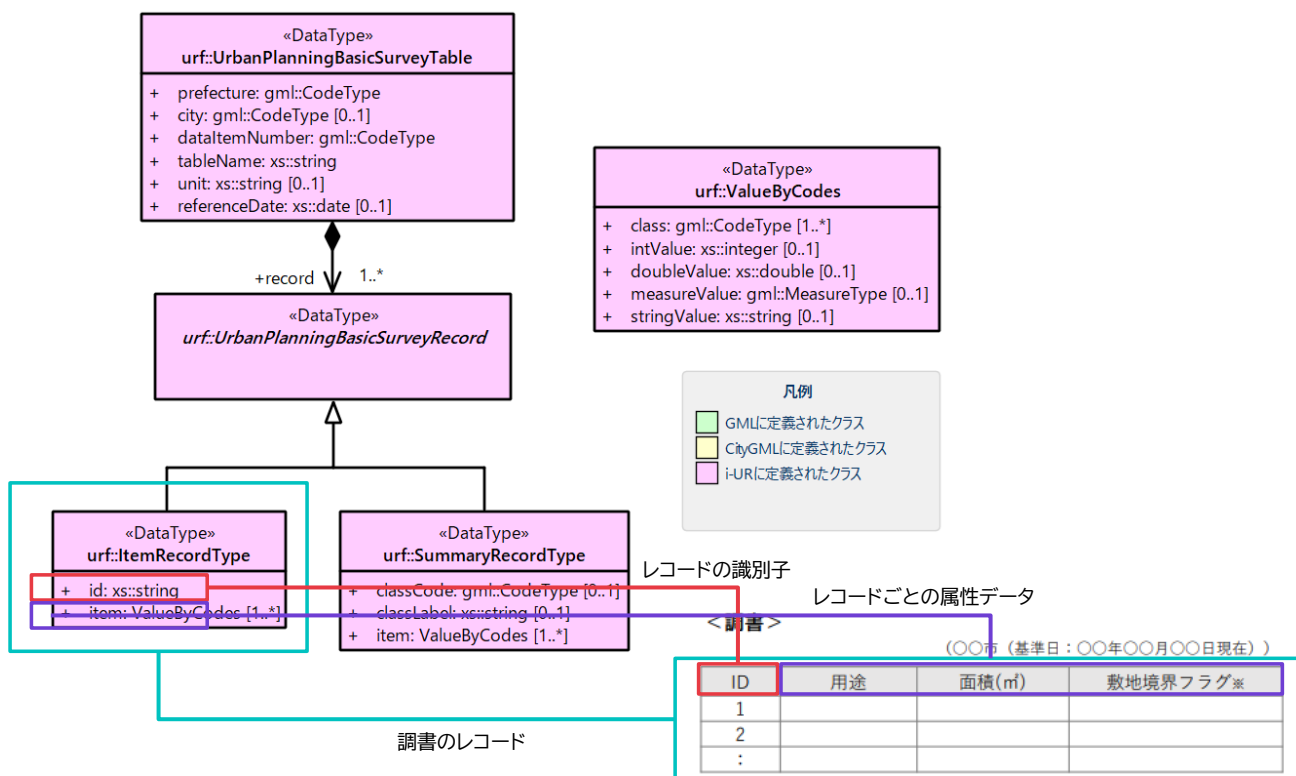 «DataType»
urf::UrbanPlanningBasicSurveyTable
+ prefecture: gml::CodeType
+ city: gml::CodeType [0..1]
+ dataItemNumber: gml::CodeType
+ tableName: xs::string
+ unit: xs::string [0..1]
+ referenceDate: xs::date [0..1]
+record 1..*
«DataType»
urf::UrbanPlanningBasicSurveyRecord
«DataType»
urf::ValueByCodes
+ class: gml::CodeType [1..*]
+ intValue: xs::integer [0..1]
+ doubleValue: xs::double [0..1]
+ measureValue: gml::MeasureType [0..1]
+ stringValue: xs::string [0..1]
凡例
GMLに定義されたクラス
CityGMLに定義されたクラス
i-URに定義されたクラス
«DataType»
urf::ItemRecordType
+ id: xs::string
+ item: ValueByCodes [1..*]
«DataType»
urf::SummaryRecordType
+ classCode: gml::CodeType [0..1]
+ classLabel: xs::string [0..1]
+ item: ValueByCodes [1..*]
レコードの識別子
レコードごとの属性データ
<調書>
(○○市(基準日:○○年○○月○○日現在))
ID 用途 面積(㎡) 敷地境界フラグ※
1
2
:
調書のレコード